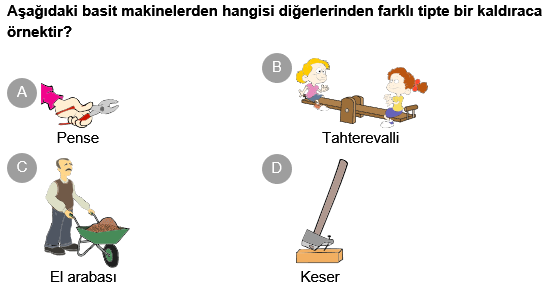 Aşağıdaki basit makinelerden hangisi diğerlerinden farklı tipte bir kaldıraca
örnektir?
A
Pense
B
Tahterevalli
C
El arabası
D
Keser